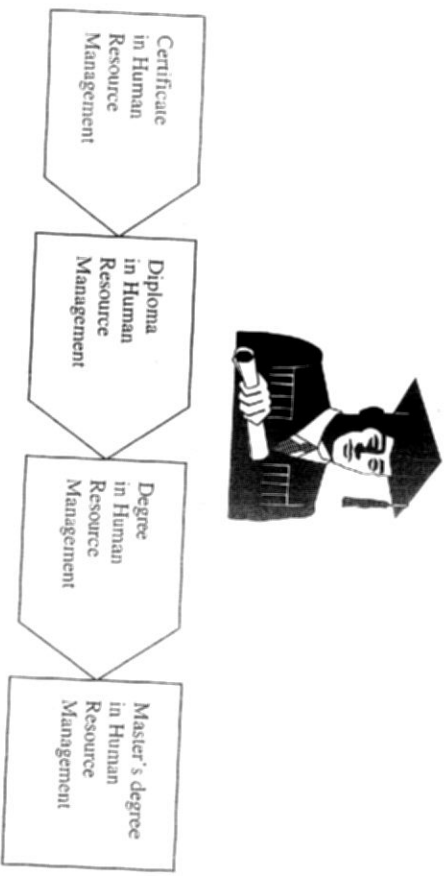 Certificate
in Human
Resource
Management
Diploma
in Human
Resource
Management
Degree
in Human
Resource
Management
Master's degree
in Human
Resource
Management